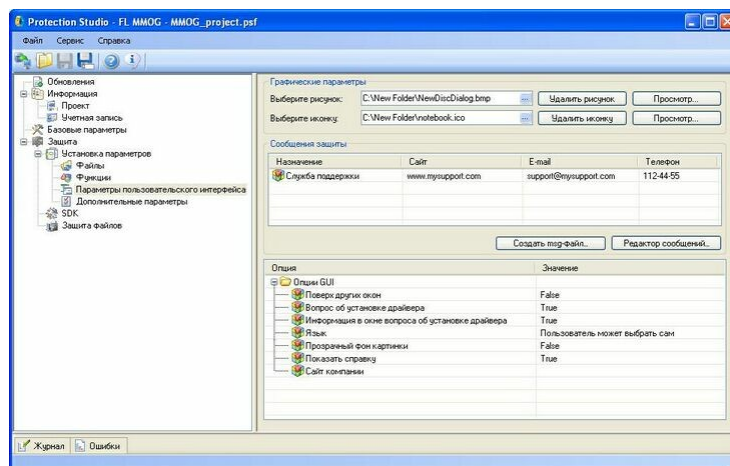 Protection Studio - FL MMOG - MMOG_project.psf
Файл Сервис Справка
Обновления
Информация
Проект
Учетная запись
Базовые параметры
Защита
Установка параметров
Файлы
Функции
Параметры пользовательского интерфейса
Дополнительные параметры
SDK
Защита файлов
Графические параметры
Выберите рисунок: C:\New Folder\NewDiscDialog.bmp ... Удалить рисунок Просмотр...
Выберите иконку: C:\New Folder\notebook.ico ... Удалить иконку Просмотр...
Сообщения защиты
Назначение Сайт E-mail Телефон
Служба поддержки www.mysupport.com support@mysupport.com 112-44-55
Создать msg-файл... Редактор сообщений...
Опция Значение
Опции GUI
Поверх других окон False
Вопрос об установке драйвера True
Информация в окне вопроса об установке драйвера True
Язык Пользователь может выбрать сам
Прозрачный фон картинки False
Показать справку True
Сайт компании
Журнал Ошибки